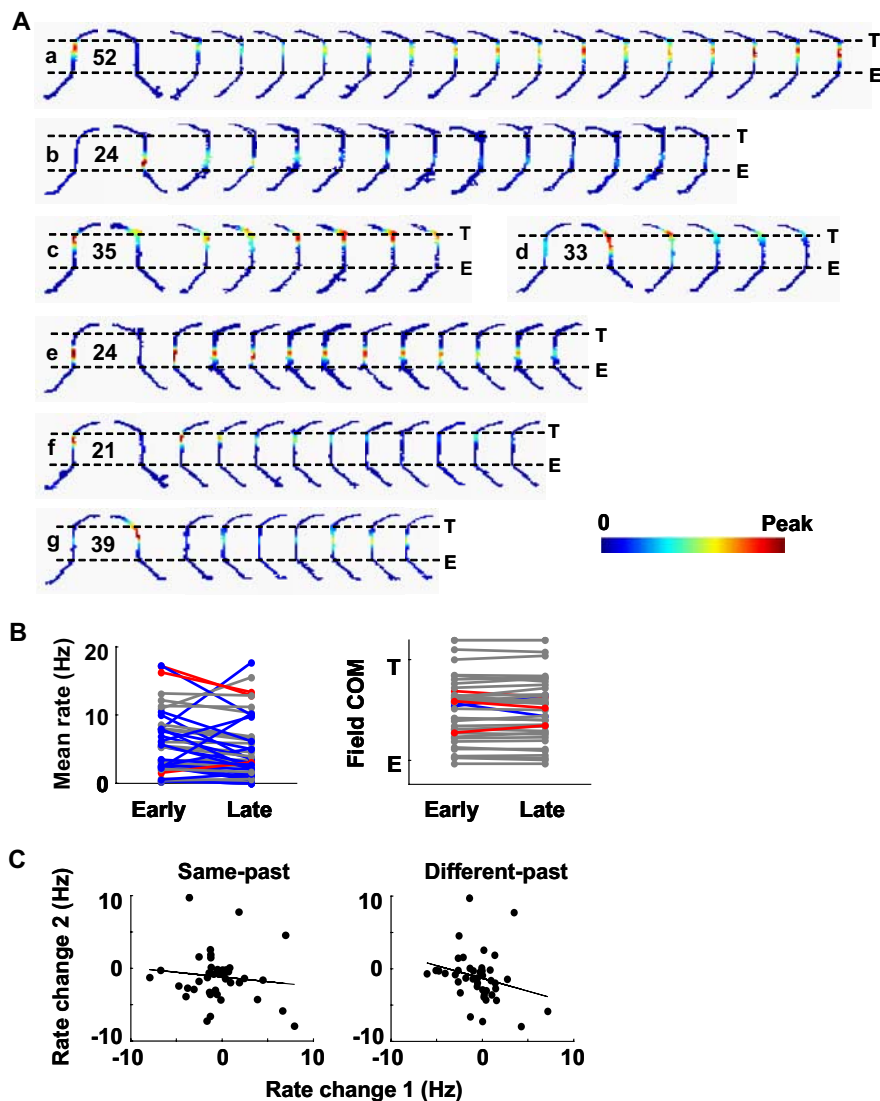 A
a 52 T
E
b 24 T
E
c 35 T
E
d 33 T
E
e 24 T
E
f 21 T
E
g 39 T
E
0 Peak
B
Mean rate (Hz)
20
10
0
Early Late
Field COM
T
E
Early Late
C
Same-past
Different-past
Rate change 2 (Hz)
10
0
-10
-10 0 10
10
0
-10
-10 0 10
Rate change 1 (Hz)